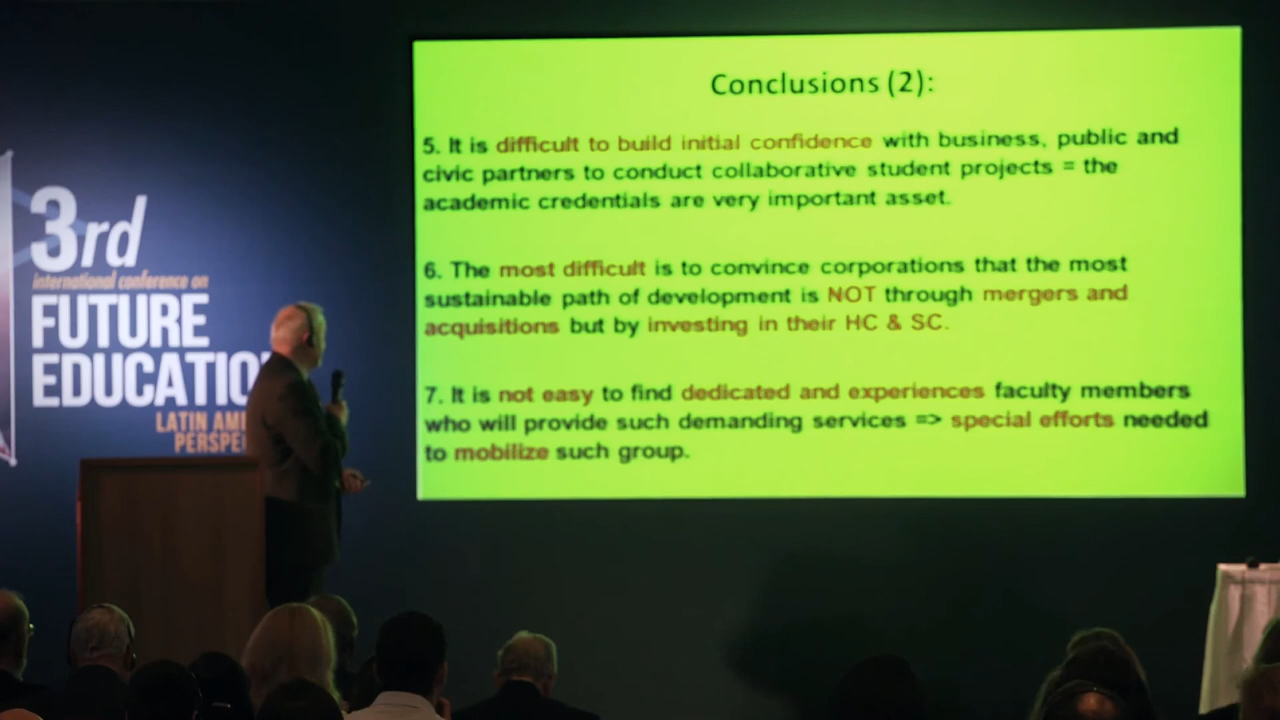 3rd
international conference on
FUTURE
EDUCATIO
LATIN AM
PERSPE
Conclusions (2):
5. It is difficult to build initial confidence with business, public and
civic partners to conduct collaborative student projects = the
academic credentials are very important asset.
6. The most difficult is to convince corporations that the most
sustainable path of development is NOT through mergers and
acquisitions but by investing in their HC & SC.
7. It is not easy to find dedicated and experiences faculty members
who will provide such demanding services => special efforts needed
to mobilize such group.